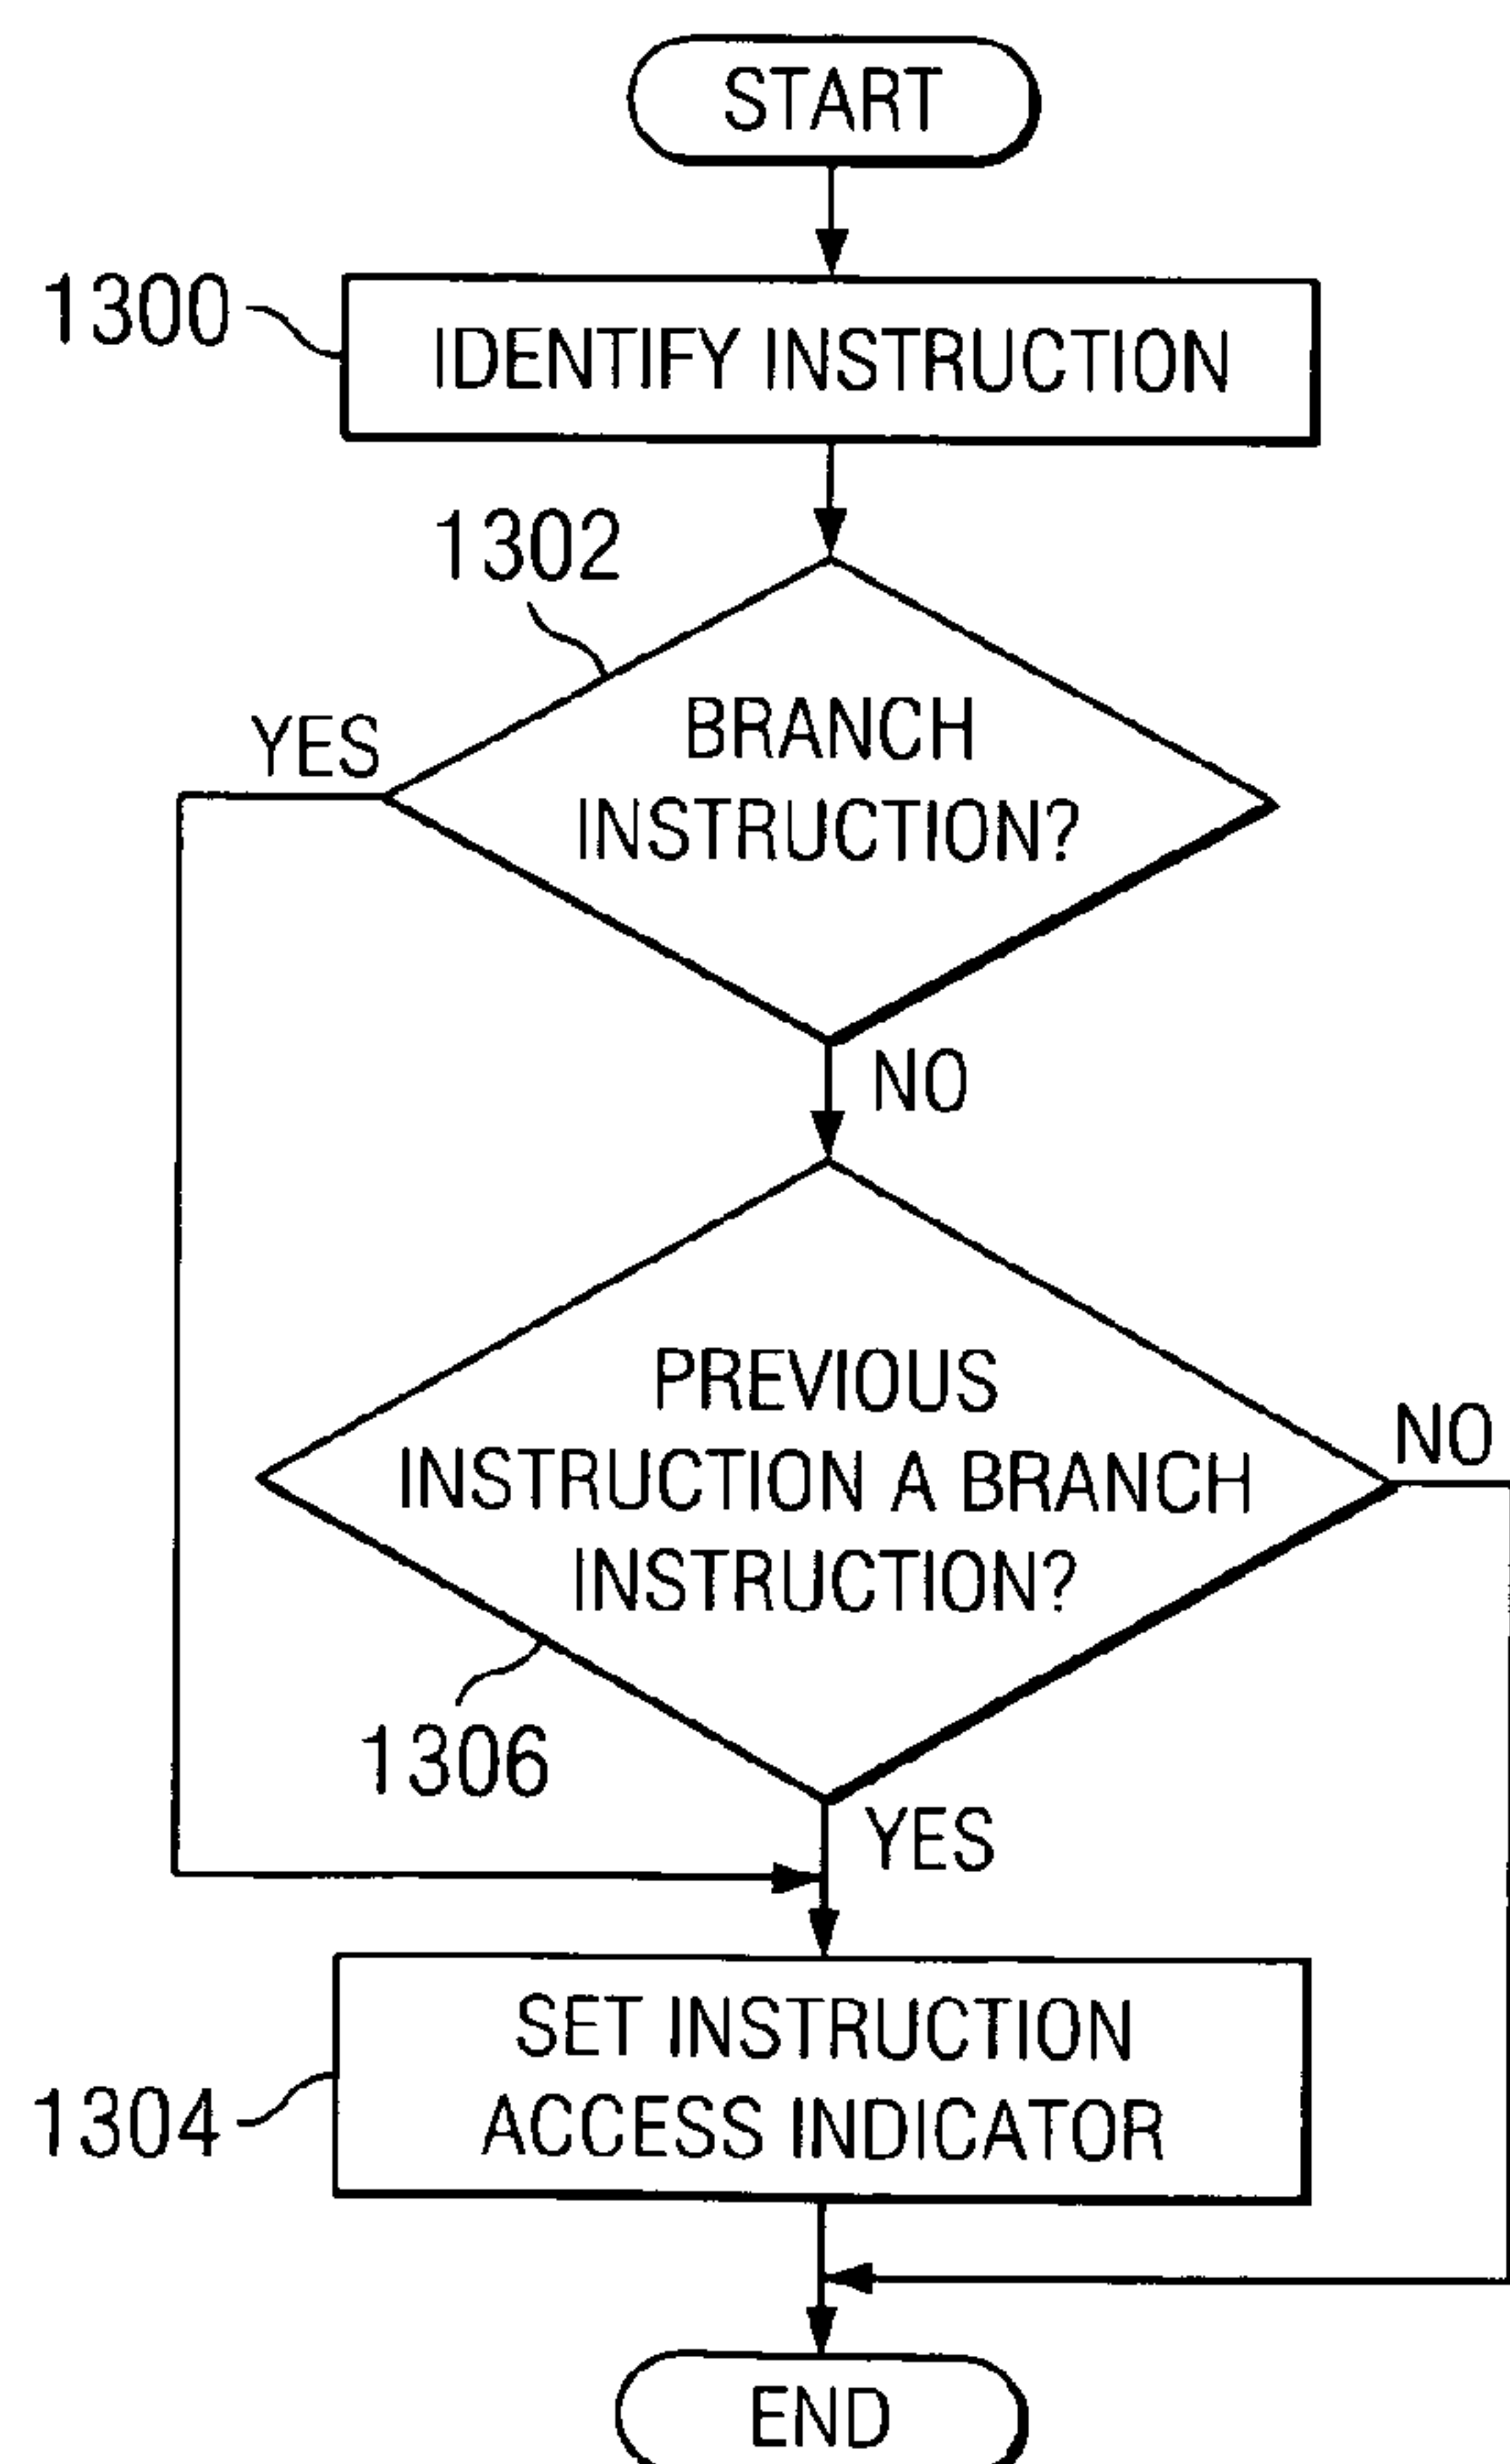 START
1300
IDENTIFY INSTRUCTION
1302
YES
BRANCH
INSTRUCTION?
NO
PREVIOUS
INSTRUCTION A BRANCH
INSTRUCTION?
NO
1306
YES
SET INSTRUCTION
ACCESS INDICATOR
1304
END